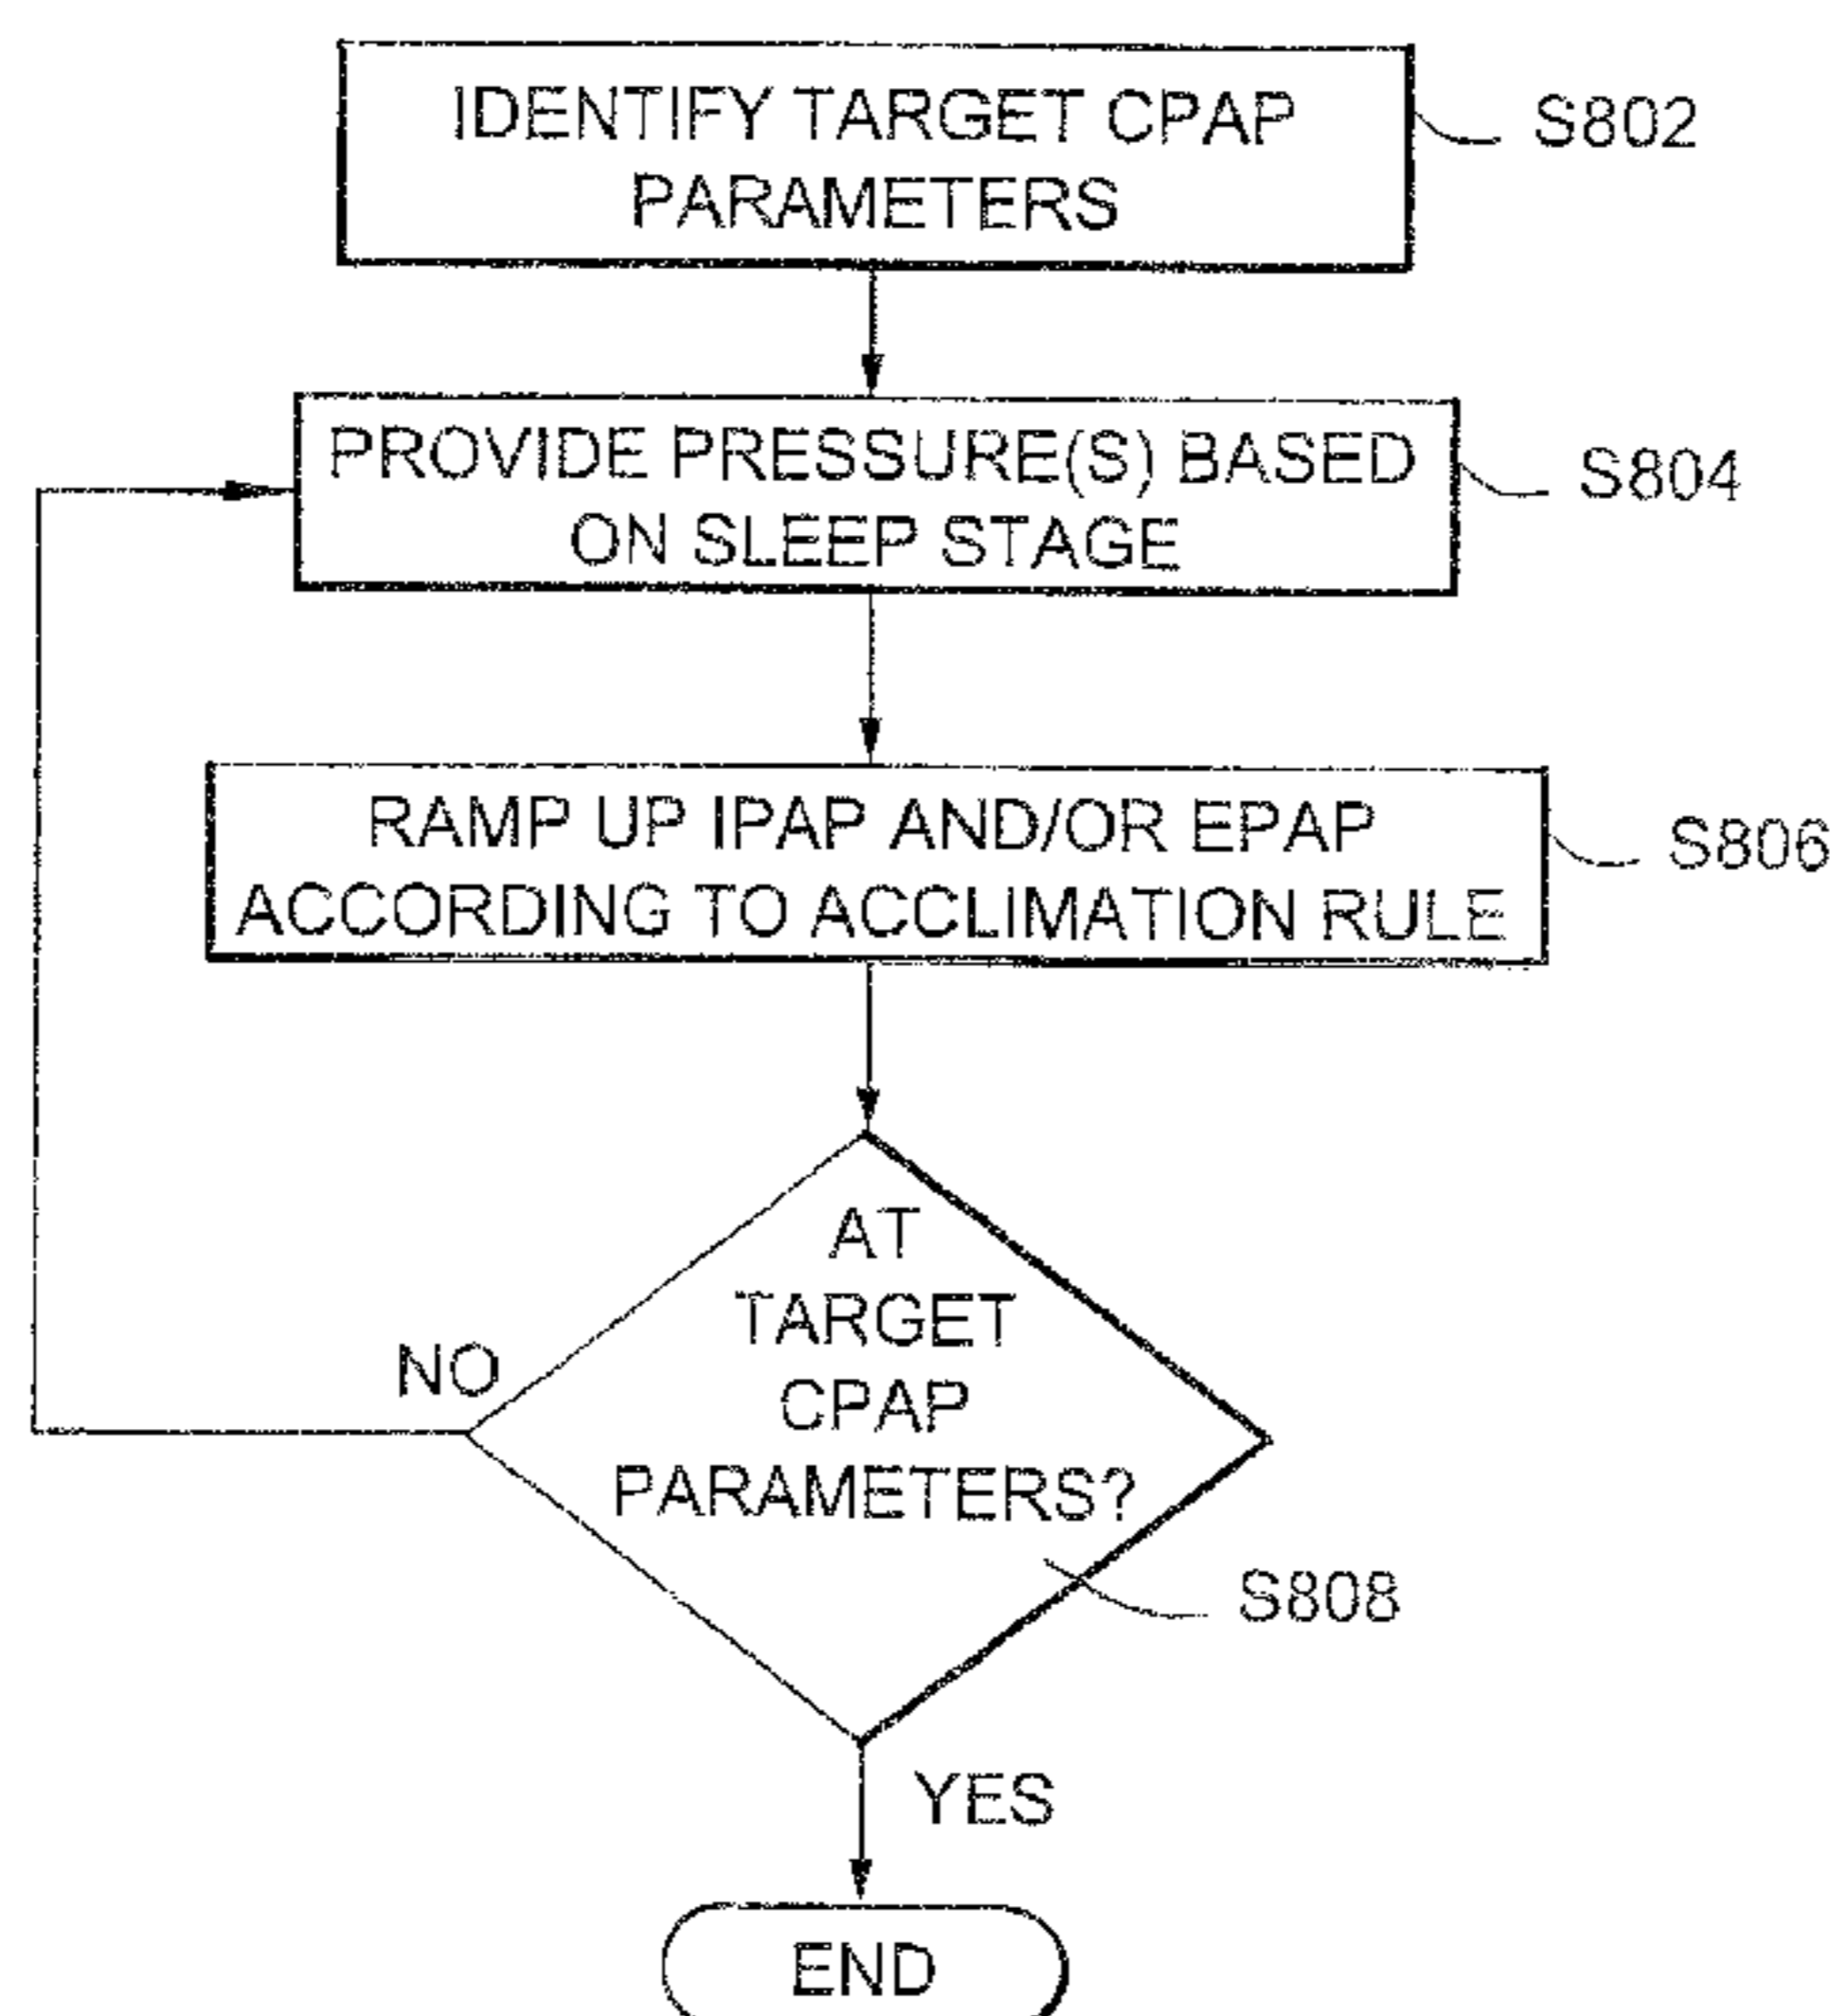 IDENTIFY TARGET CPAP
PARAMETERS
S802
PROVIDE PRESSURE(S) BASED
ON SLEEP STAGE
S804
RAMP UP IPAP AND/OR EPAP
ACCORDING TO ACCLIMATION RULE
S806
AT
TARGET
CPAP
PARAMETERS?
NO
S808
YES
END